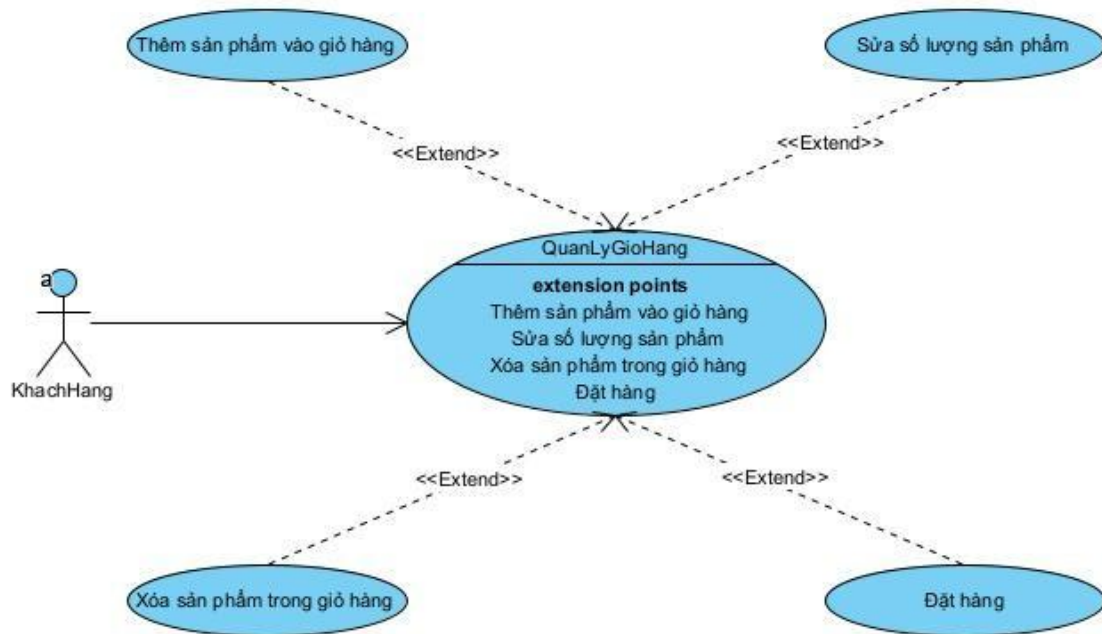 Thêm sản phẩm vào giỏ hàng
Sửa số lượng sản phẩm
<<Extend>>
<<Extend>>
QuanLyGioHang
extension points
Thêm sản phẩm vào giỏ hàng
Sửa số lượng sản phẩm
Xóa sản phẩm trong giỏ hàng
Đặt hàng
a
KhachHang
<<Extend>>
<<Extend>>
Xóa sản phẩm trong giỏ hàng
Đặt hàng